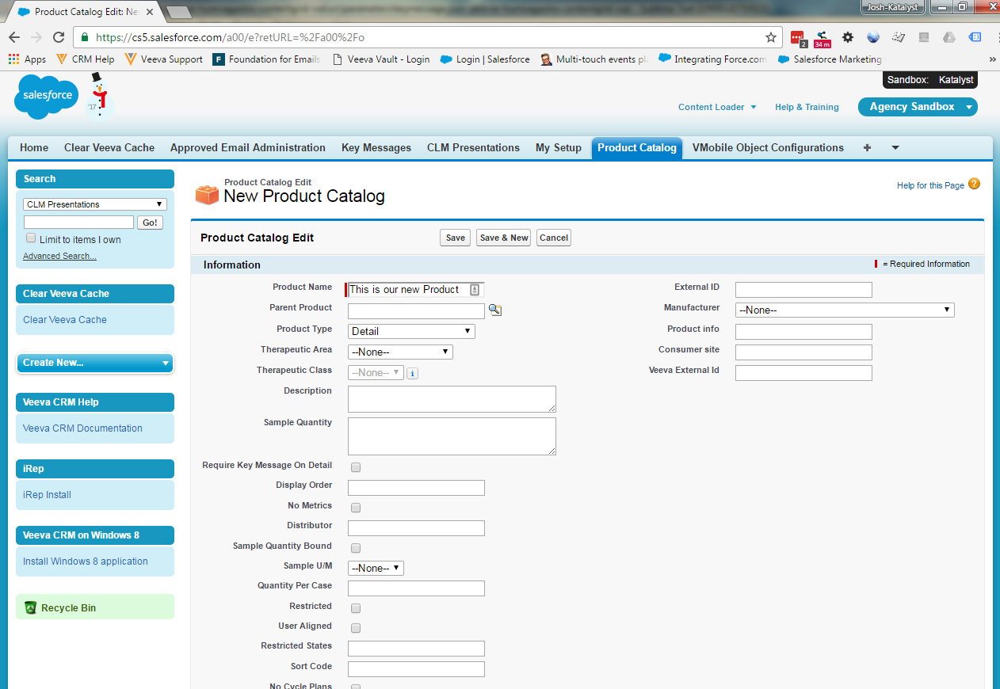 Product Catalog Edit: Ne
Josh-Katalyst
https://cs5.salesforce.com/a00/e?retURL=%2Fa00%2Fo
2
34 m
Apps CRM Help Veeva Support Foundation for Emails Veeva Vault - Login Login | Salesforce Multi-touch events pl Integrating Force.com Salesforce Marketing »
Sandbox: Katalyst
salesforce
'17
Content Loader Help & Training Agency Sandbox
Home Clear Veeva Cache Approved Email Administration Key Messages CLM Presentations My Setup Product Catalog VMobile Object Configurations +
Search
CLM Presentations
Go!
Limit to items I own
Advanced Search...
Clear Veeva Cache
Clear Veeva Cache
Create New...
Veeva CRM Help
Veeva CRM Documentation
iRep
iRep Install
Veeva CRM on Windows 8
Install Windows 8 application
Recycle Bin
Product Catalog Edit
New Product Catalog
Help for this Page ?
Product Catalog Edit Save Save & New Cancel
Information
= Required Information
Product Name This is our new Product
Parent Product
Product Type Detail
Therapeutic Area --None--
Therapeutic Class --None-- i
Description
Sample Quantity
Require Key Message On Detail
Display Order
No Metrics
Distributor
Sample Quantity Bound
Sample U/M --None--
Quantity Per Case
Restricted
User Aligned
Restricted States
Sort Code
No Cycle Plans
External ID
Manufacturer --None--
Product info
Consumer site
Veeva External Id